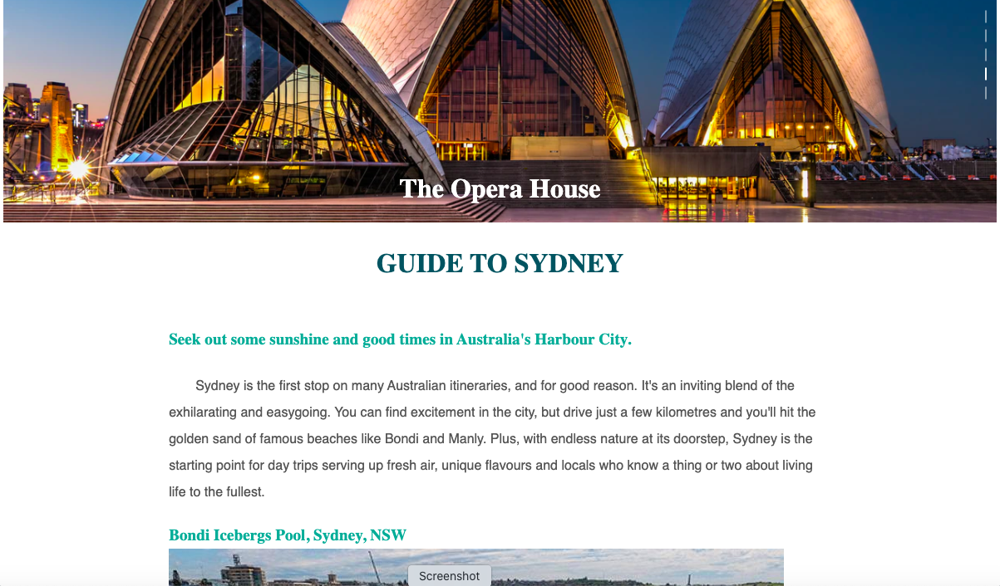 The Opera House
GUIDE TO SYDNEY
Seek out some sunshine and good times in Australia's Harbour City.
Sydney is the first stop on many Australian itineraries, and for good reason. It's an inviting blend of the
exhilarating and easygoing. You can find excitement in the city, but drive just a few kilometres and you'll hit the
golden sand of famous beaches like Bondi and Manly. Plus, with endless nature at its doorstep, Sydney is the
starting point for day trips serving up fresh air, unique flavours and locals who know a thing or two about living
life to the fullest.
Bondi Icebergs Pool, Sydney, NSW
Screenshot